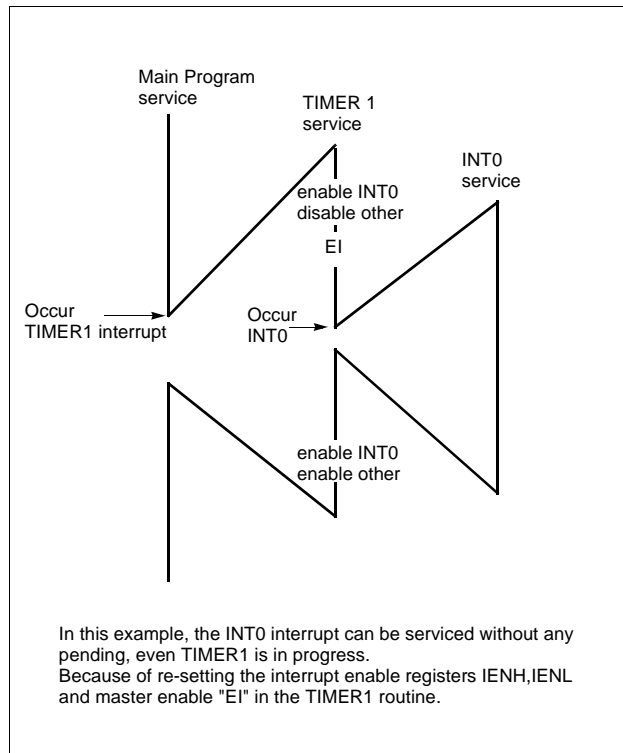 Main Program
service
TIMER 1
service
INT0
service
enable INT0
disable other
EI
Occur
TIMER1 interrupt
Occur
INT0
enable INT0
enable other
In this example, the INT0 interrupt can be serviced without any
pending, even TIMER1 is in progress.
Because of re-setting the interrupt enable registers IENH,IENL
and master enable "EI" in the TIMER1 routine.